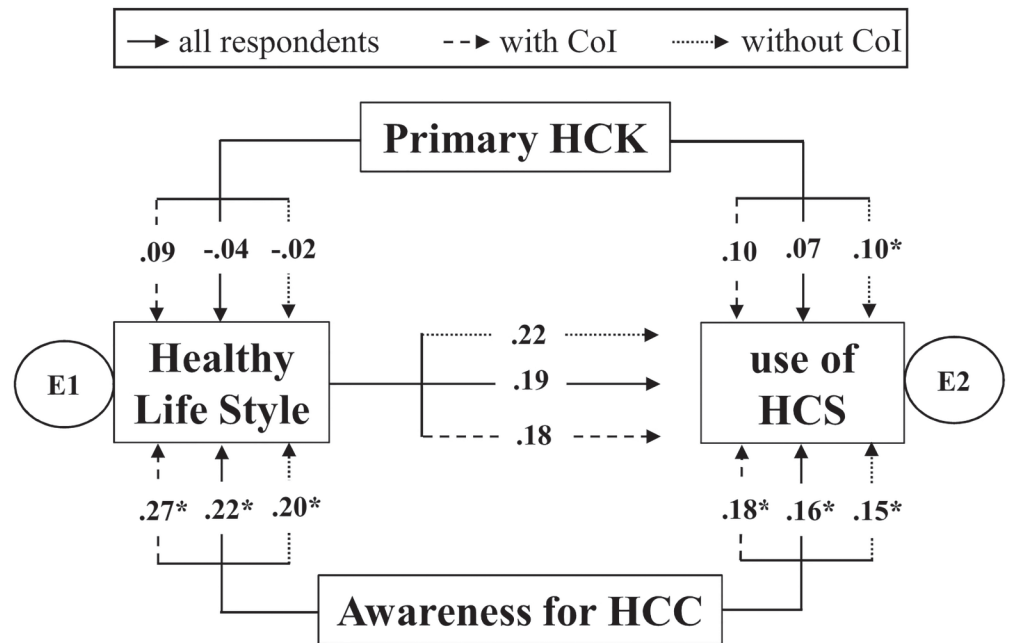 all respondents with CoI without CoI
Primary HCK
.09 -.04 -.02
.10 .07 .10*
E1
Healthy
Life Style
.22
.19
.18
use of
HCS
E2
.27* .22* .20*
.18* .16* .15*
Awareness for HCC